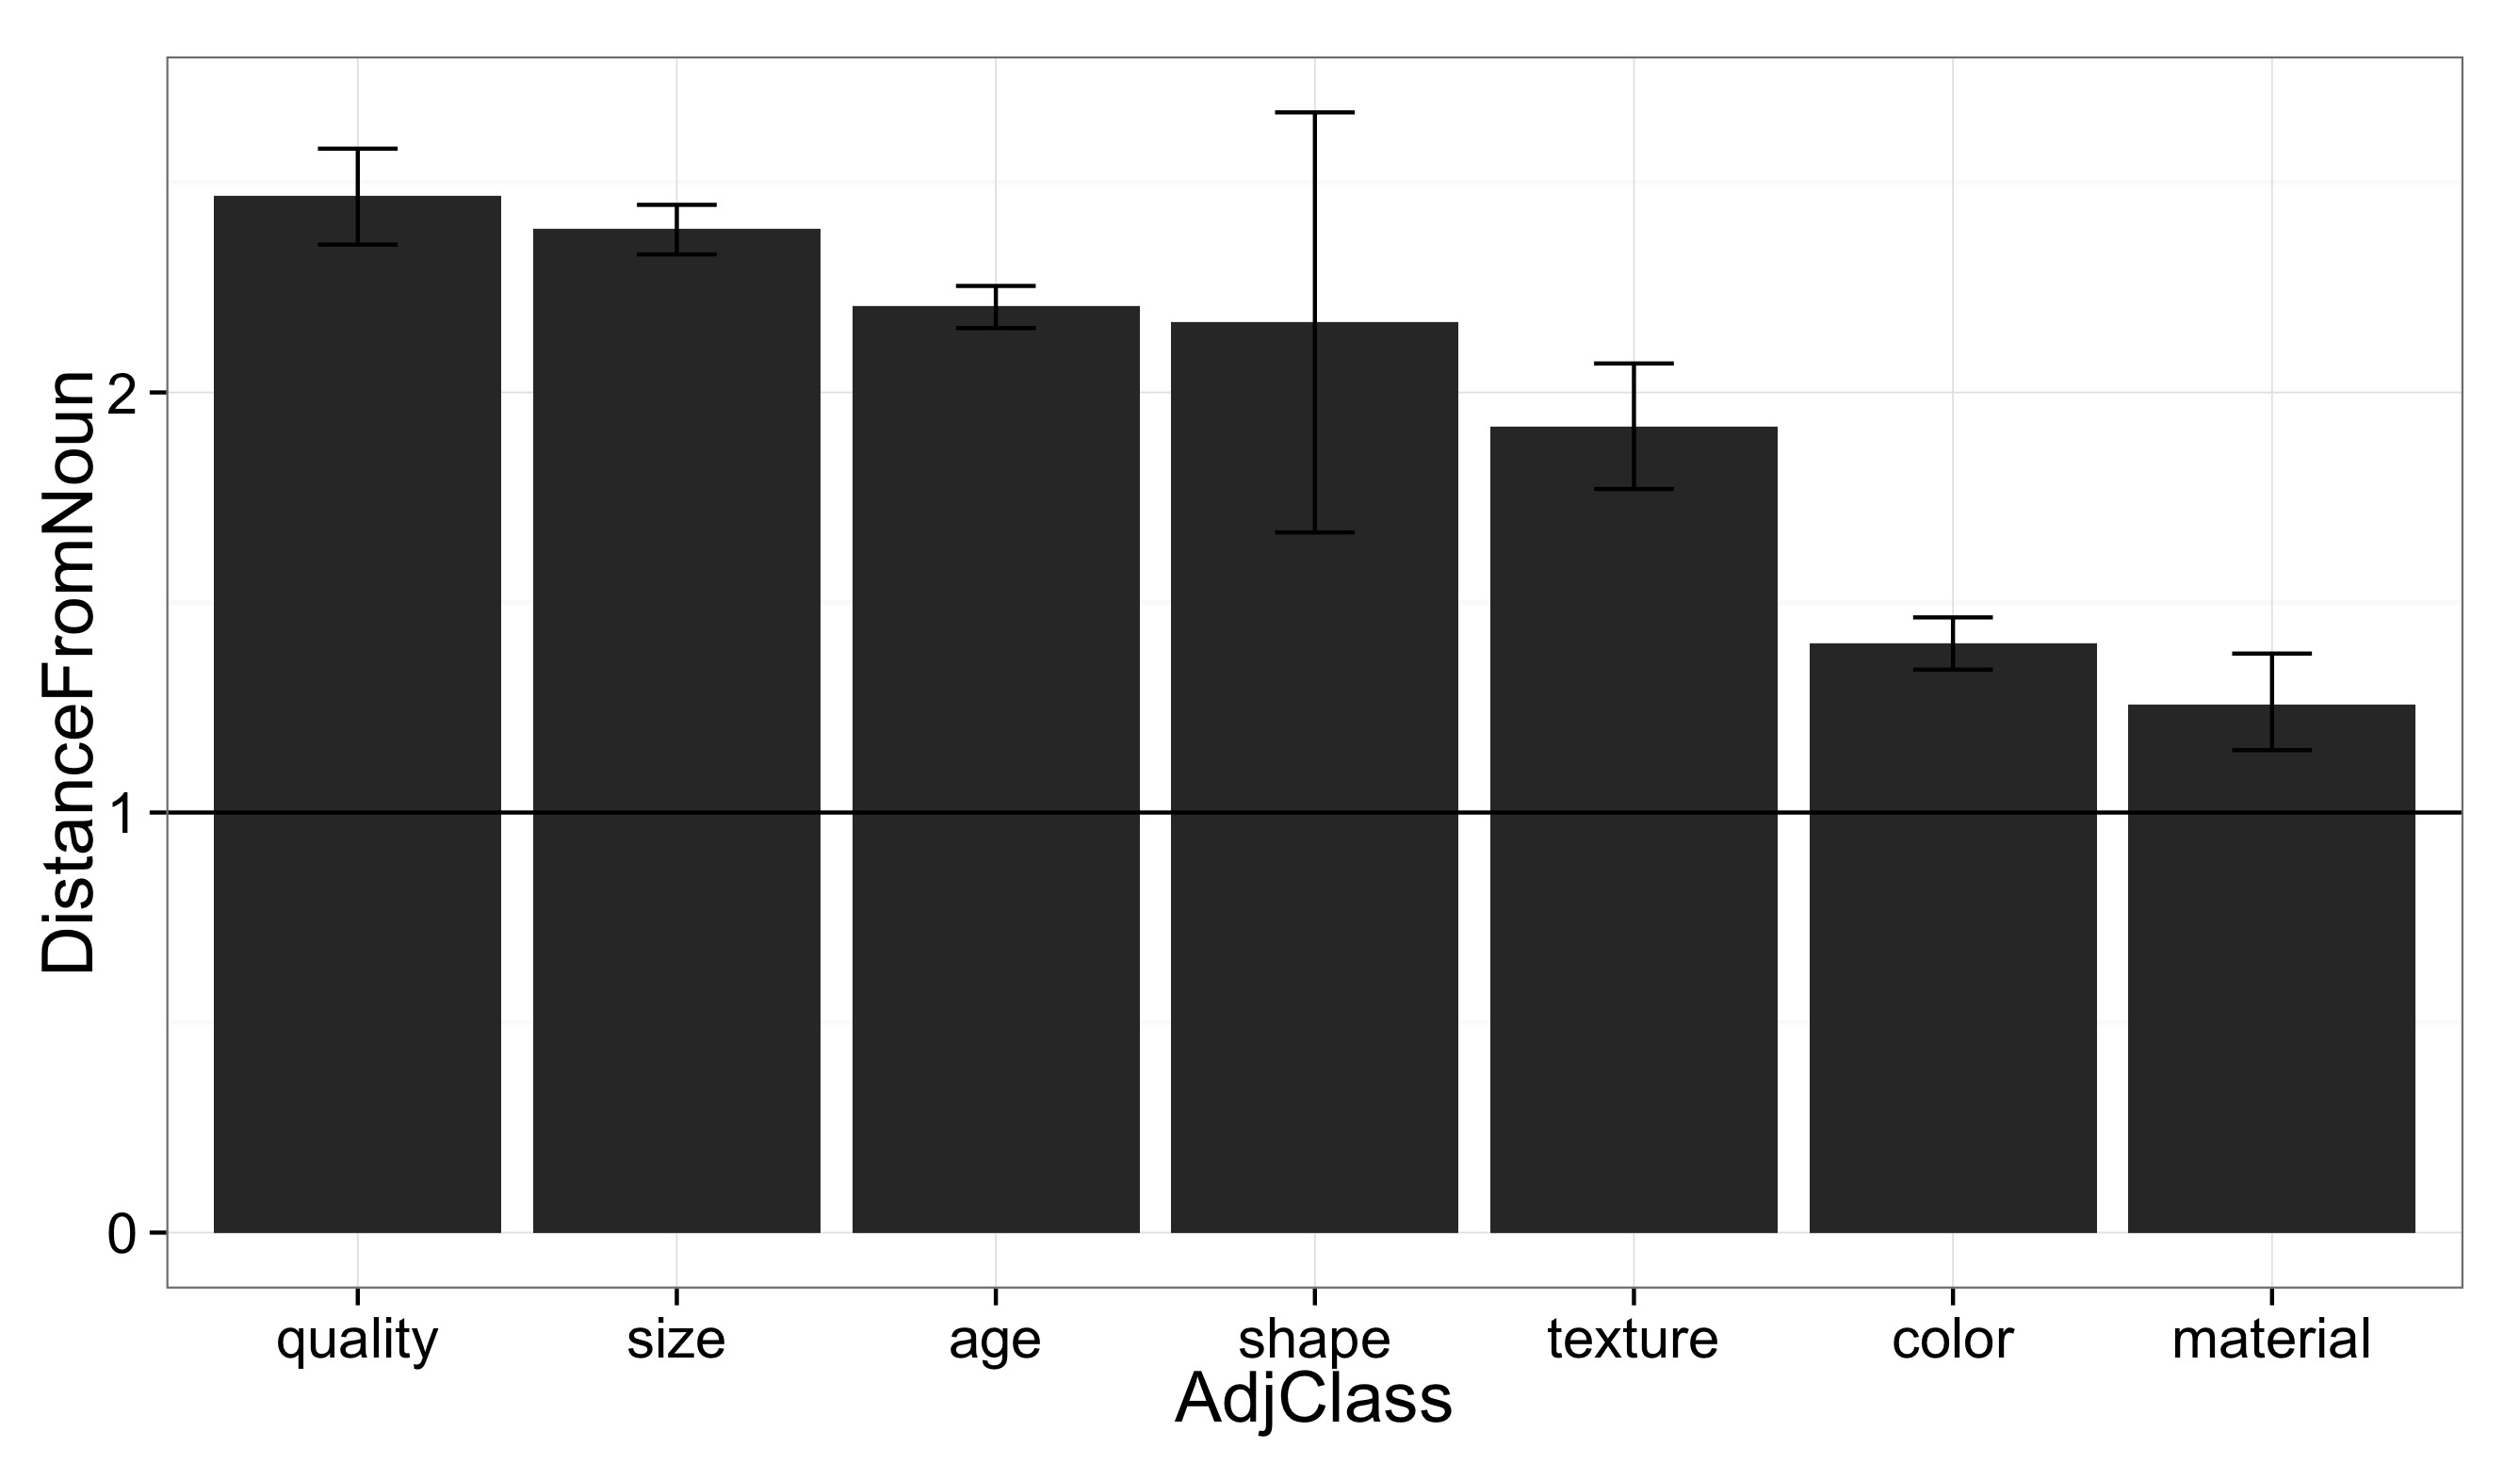 DistanceFromNoun
2
1
0
quality size age shape texture color material
AdjClass